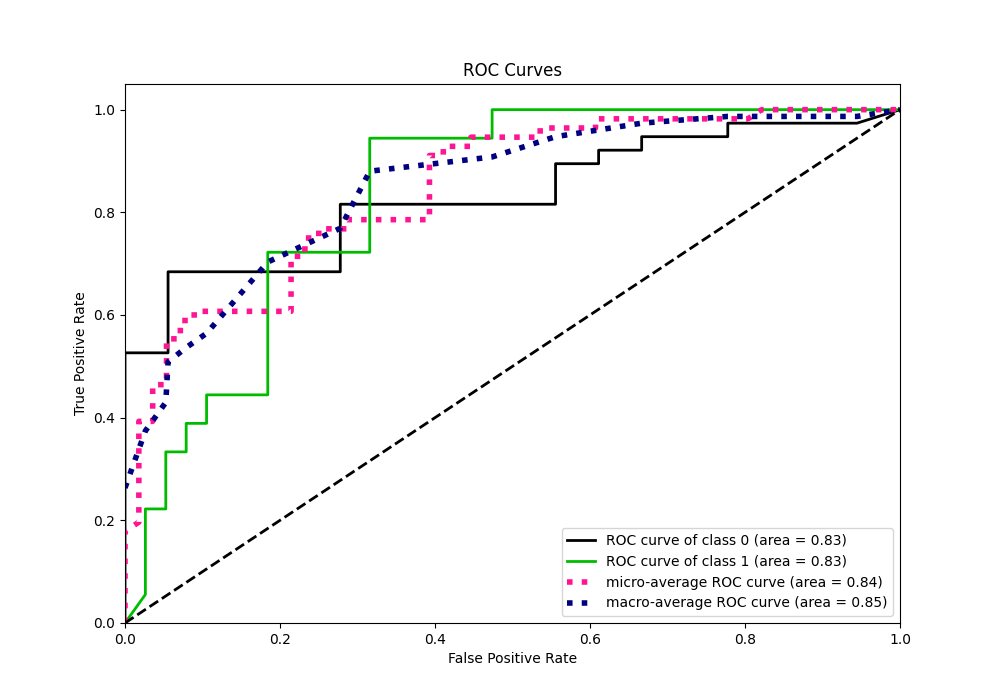 ROC Curves
True Positive Rate
1.0
0.8
0.6
0.4
0.2
0.0
0.0 0.2 0.4 0.6 0.8 1.0
False Positive Rate
ROC curve of class 0 (area = 0.83)
ROC curve of class 1 (area = 0.83)
micro-average ROC curve (area = 0.84)
macro-average ROC curve (area = 0.85)